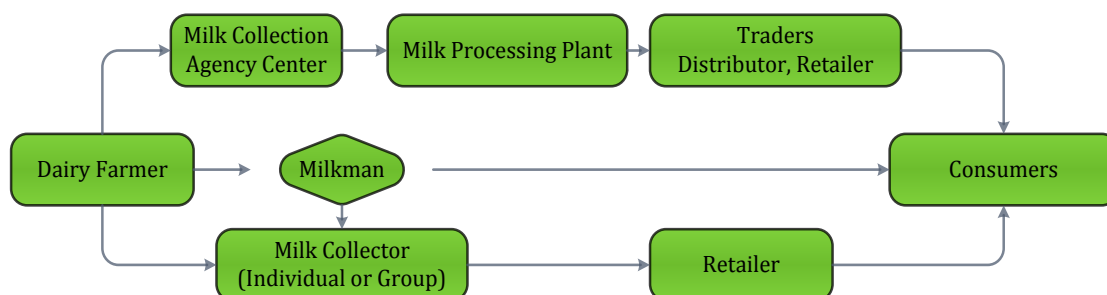 Milk Collection
Agency Center
Milk Processing Plant
Traders
Distributor, Retailer
Dairy Farmer
Milkman
Consumers
Milk Collector
(Individual or Group)
Retailer